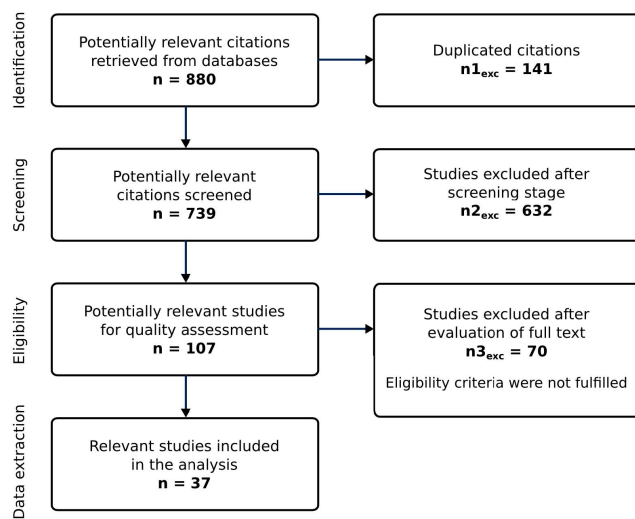 Identification
Potentially relevant citations
retrieved from databases
n = 880
Duplicated citations
n1exc = 141
Screening
Potentially relevant
citations screened
n = 739
Studies excluded after
screening stage
n2exc = 632
Eligibility
Potentially relevant studies
for quality assessment
n = 107
Studies excluded after
evaluation of full text
n3exc = 70
Eligibility criteria were not fulfilled
Data extraction
Relevant studies included
in the analysis
n = 37